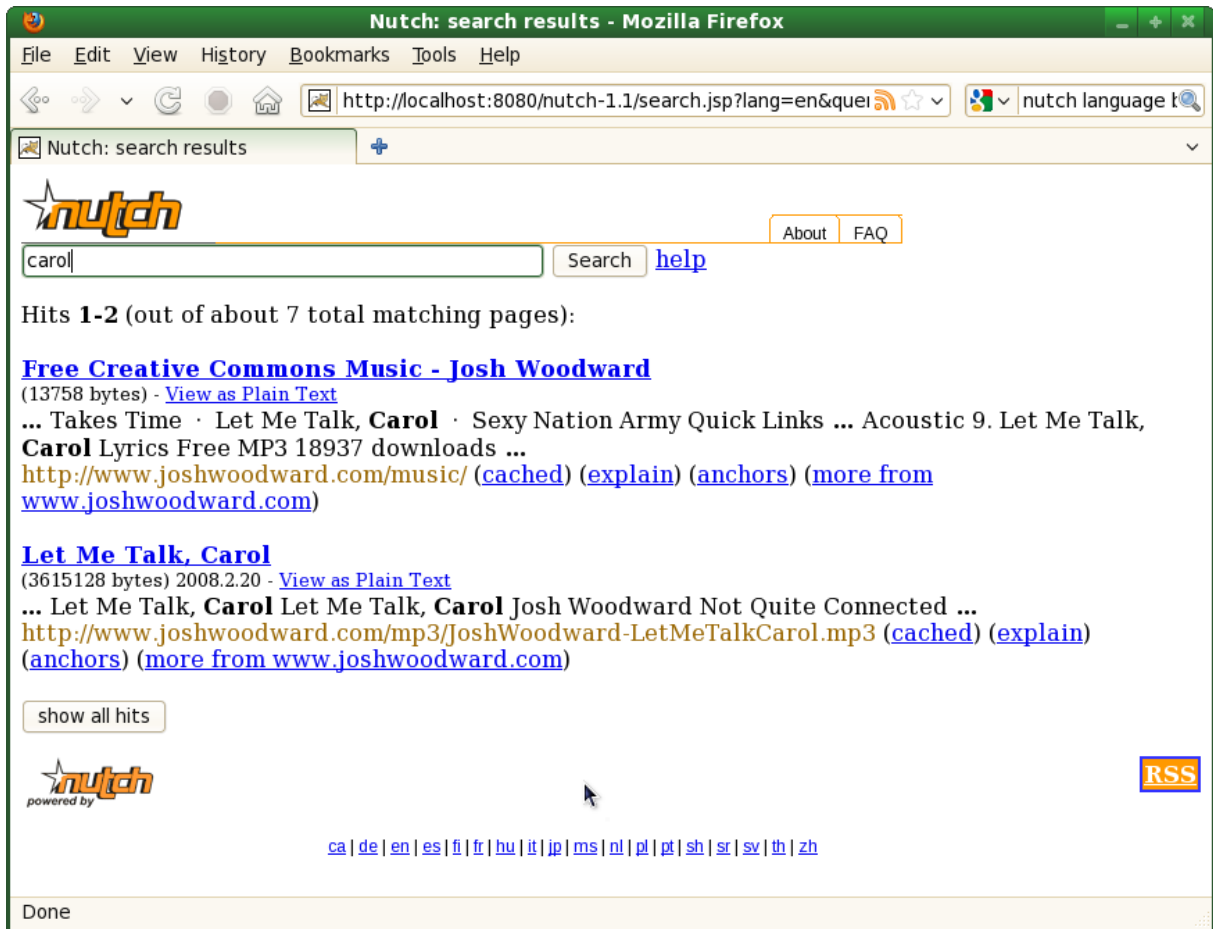 Nutch: search results - Mozilla Firefox
File Edit View History Bookmarks Tools Help
http://localhost:8080/nutch-1.1/search.jsp?lang=en&quer nutch language b
Nutch: search results
nutch
About FAQ
carol Search help
Hits 1-2 (out of about 7 total matching pages):
Free Creative Commons Music - Josh Woodward
(13758 bytes) - View as Plain Text
... Takes Time · Let Me Talk, Carol · Sexy Nation Army Quick Links ... Acoustic 9. Let Me Talk,
Carol Lyrics Free MP3 18937 downloads ...
http://www.joshwoodward.com/music/ (cached) (explain) (anchors) (more from
www.joshwoodward.com)
Let Me Talk, Carol
(3615128 bytes) 2008.2.20 - View as Plain Text
... Let Me Talk, Carol Let Me Talk, Carol Josh Woodward Not Quite Connected ...
http://www.joshwoodward.com/mp3/JoshWoodward-LetMeTalkCarol.mp3 (cached) (explain)
(anchors) (more from www.joshwoodward.com)
show all hits
nutch
powered by
RSS
ca | de | en | es | fi | fr | hu | it | jp | ms | nl | pl | pt | sh | sr | sv | th | zh
Done